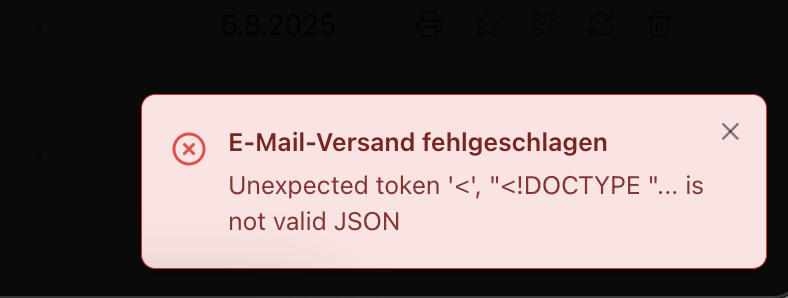 5.8.2025
E-Mail-Versand fehlgeschlagen
Unexpected token '<', "<!DOCTYPE "... is
not valid JSON